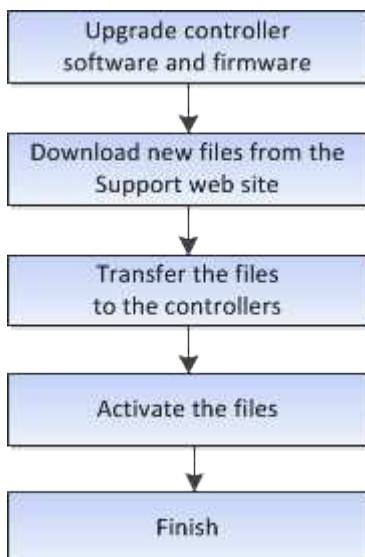 Upgrade controller
software and firmware
Download new files from the
Support web site
Transfer the files
to the controllers
Activate the files
Finish